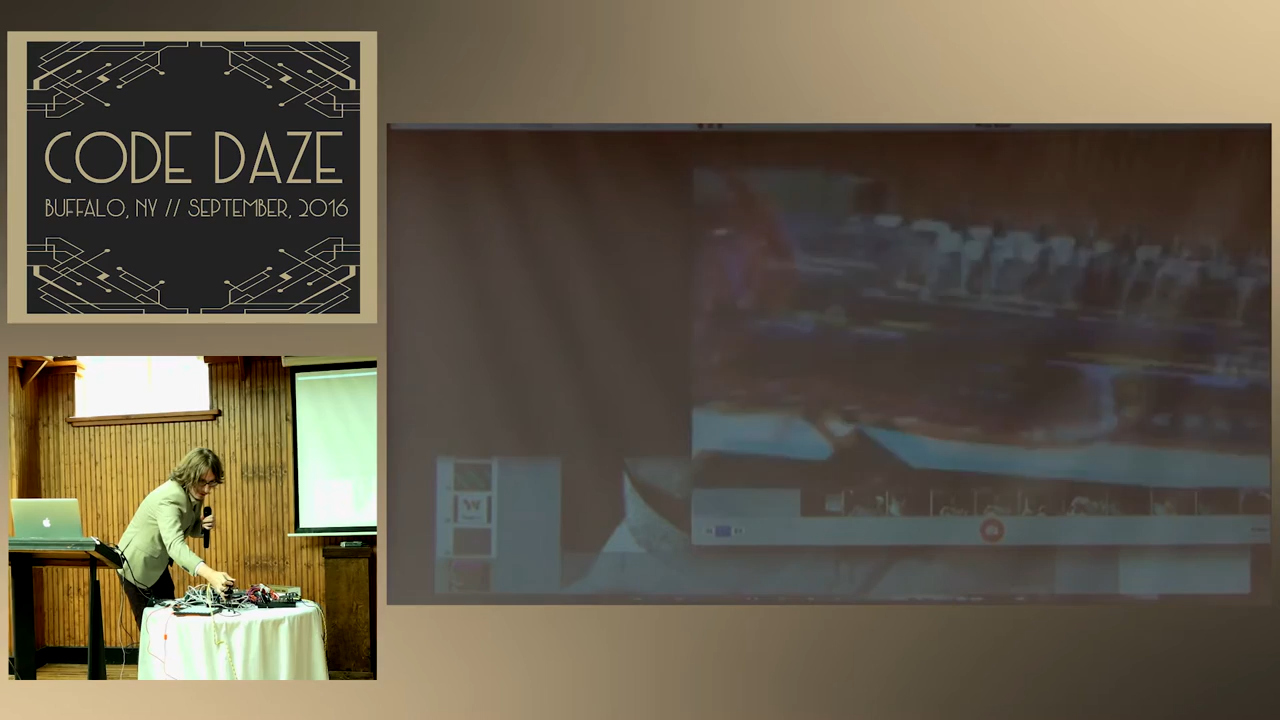 CODE DAZE
BUFFALO, NY // SEPTEMBER, 2016